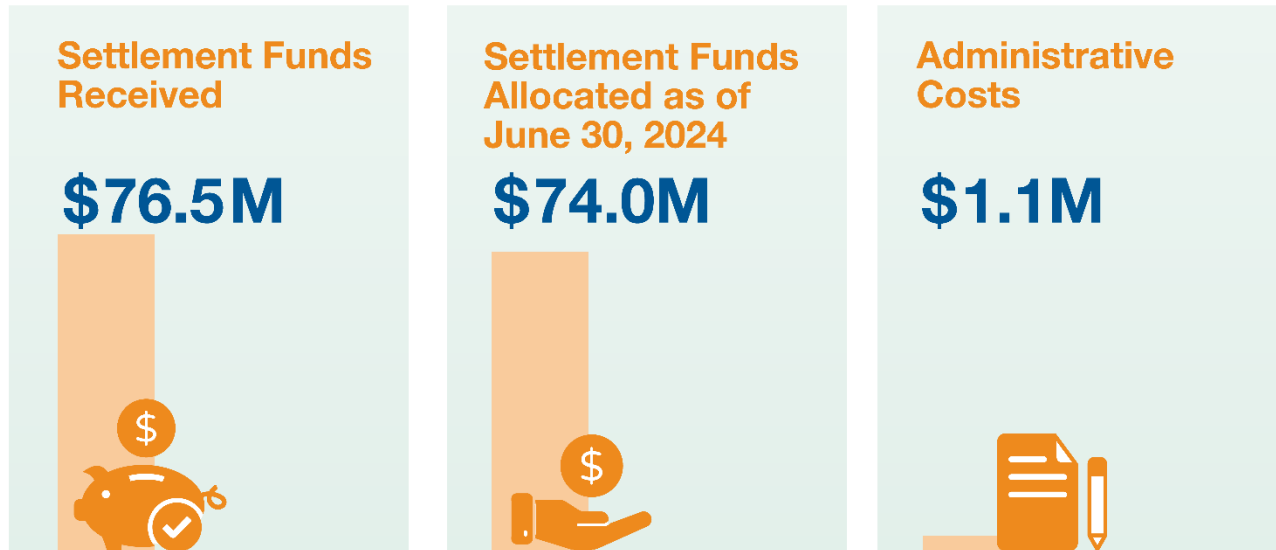 Settlement Funds
Received
$76.5M
$
Settlement Funds
Allocated as of
June 30, 2024
$74.0M
$
Administrative
Costs
$1.1M